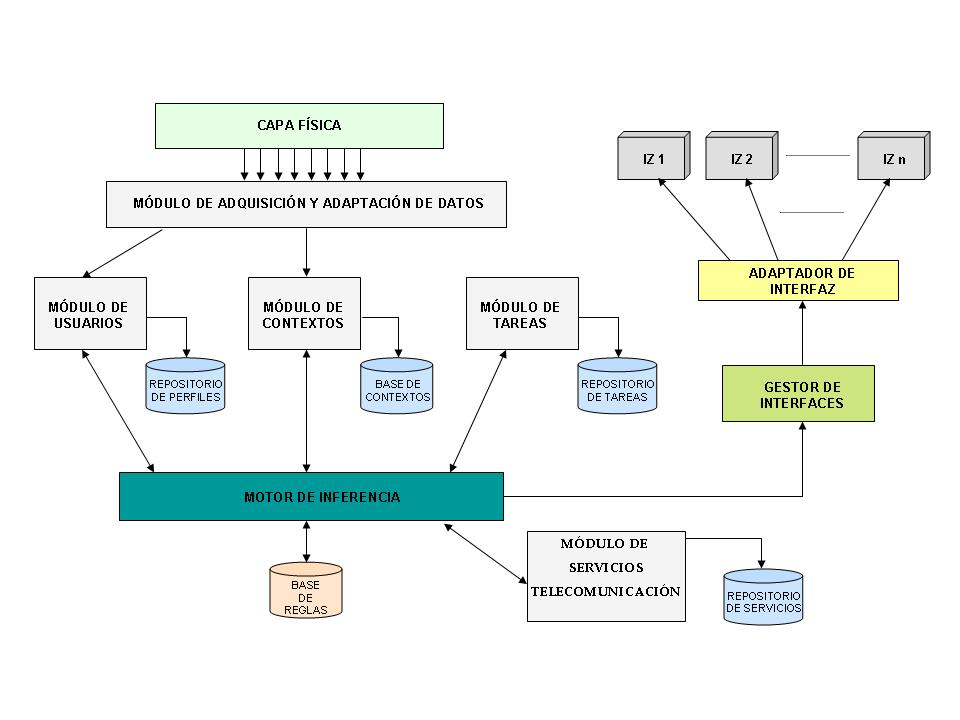 CAPA FÍSICA
IZ 1
IZ 2
IZ n
MÓDULO DE ADQUISICIÓN Y ADAPTACIÓN DE DATOS
ADAPTADOR DE
INTERFAZ
MÓDULO DE
USUARIOS
MÓDULO DE
CONTEXTOS
MÓDULO DE
TAREAS
REPOSITORIO
DE PERFILES
BASE DE
CONTEXTOS
REPOSITORIO
DE TAREAS
GESTOR DE
INTERFACES
MOTOR DE INFERENCIA
MÓDULO DE
SERVICIOS
TELECOMUNICACIÓN
BASE
DE
REGLAS
REPOSITORIO
DE SERVICIOS